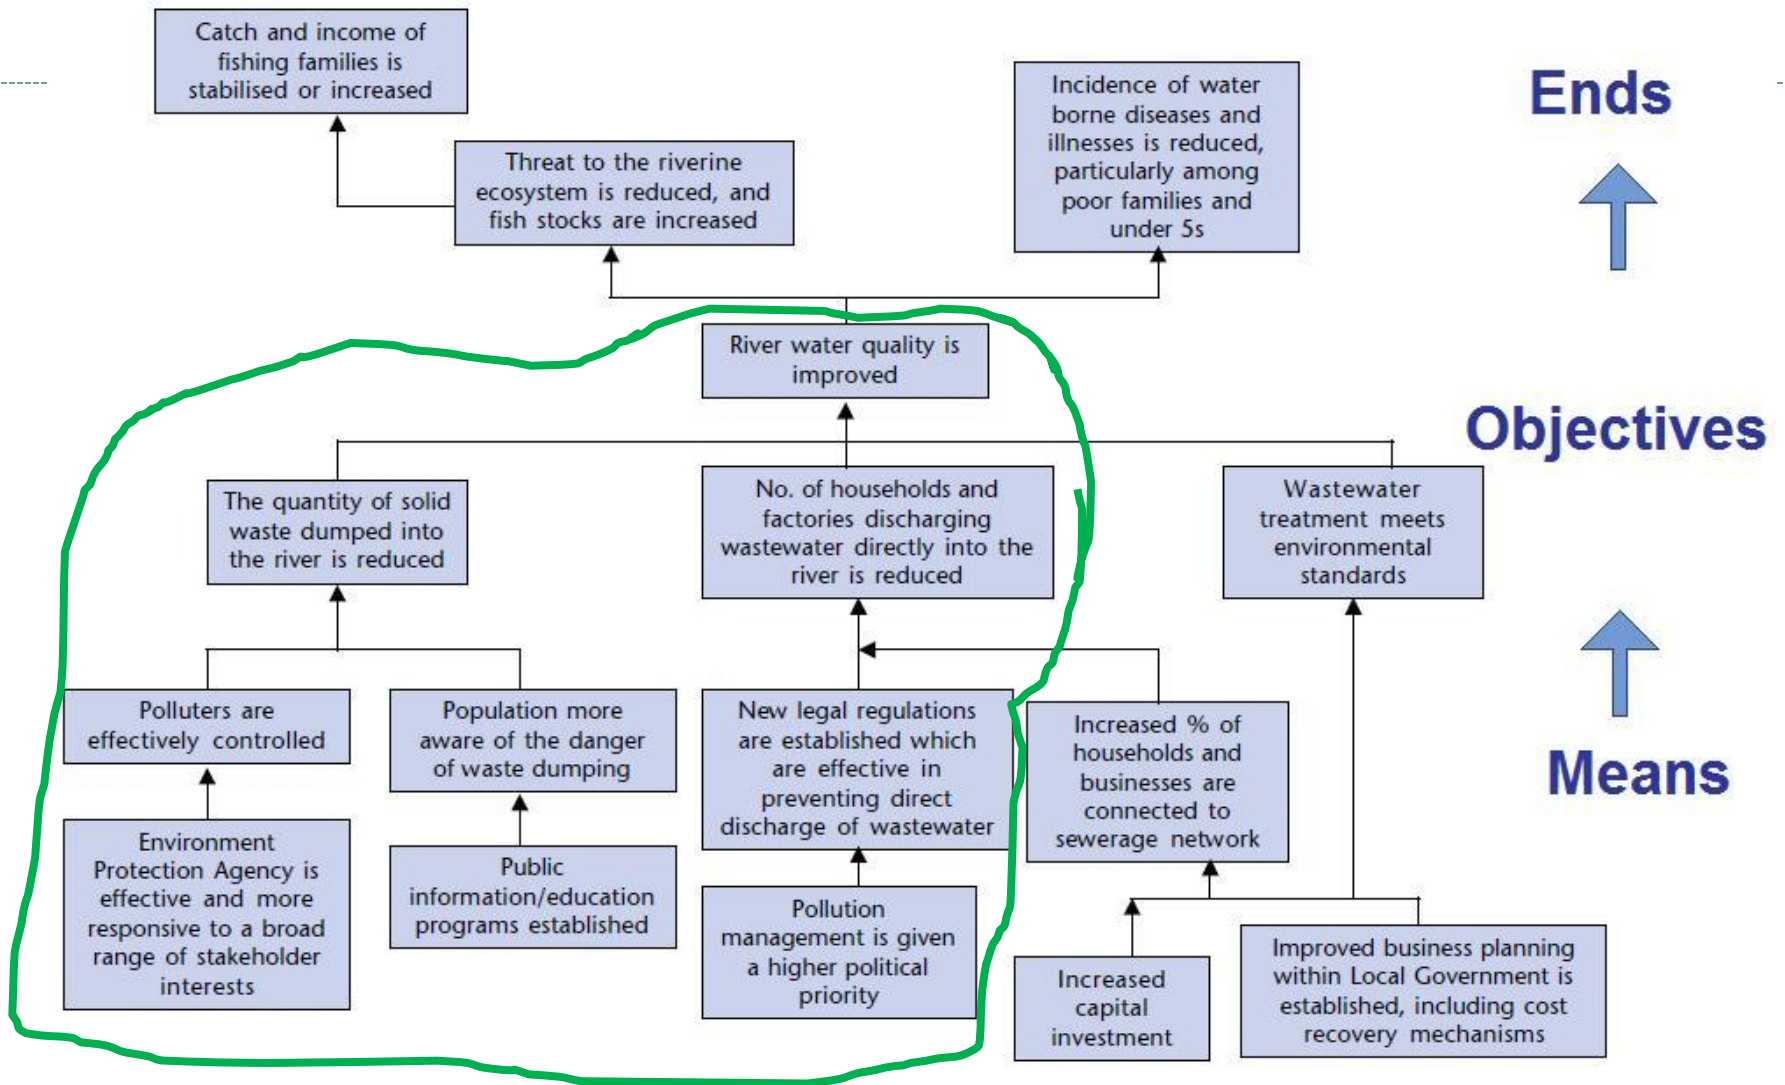 Catch and income of
fishing families is
stabilised or increased
Threat to the riverine
ecosystem is reduced, and
fish stocks are increased
Incidence of water
borne diseases and
illnesses is reduced,
particularly among
poor families and
under 5s
Ends
River water quality is
improved
Objectives
The quantity of solid
waste dumped into
the river is reduced
No. of households and
factories discharging
wastewater directly into the
river is reduced
Wastewater
treatment meets
environmental
standards
Polluters are
effectively controlled
Population more
aware of the danger
of waste dumping
New legal regulations
are established which
are effective in
preventing direct
discharge of wastewater
Increased % of
households and
businesses are
connected to
sewerage network
Means
Environment
Protection Agency is
effective and more
responsive to a broad
range of stakeholder
interests
Public
information/education
programs established
Pollution
management is given
a higher political
priority
Increased
capital
investment
Improved business planning
within Local Government is
established, including cost
recovery mechanisms